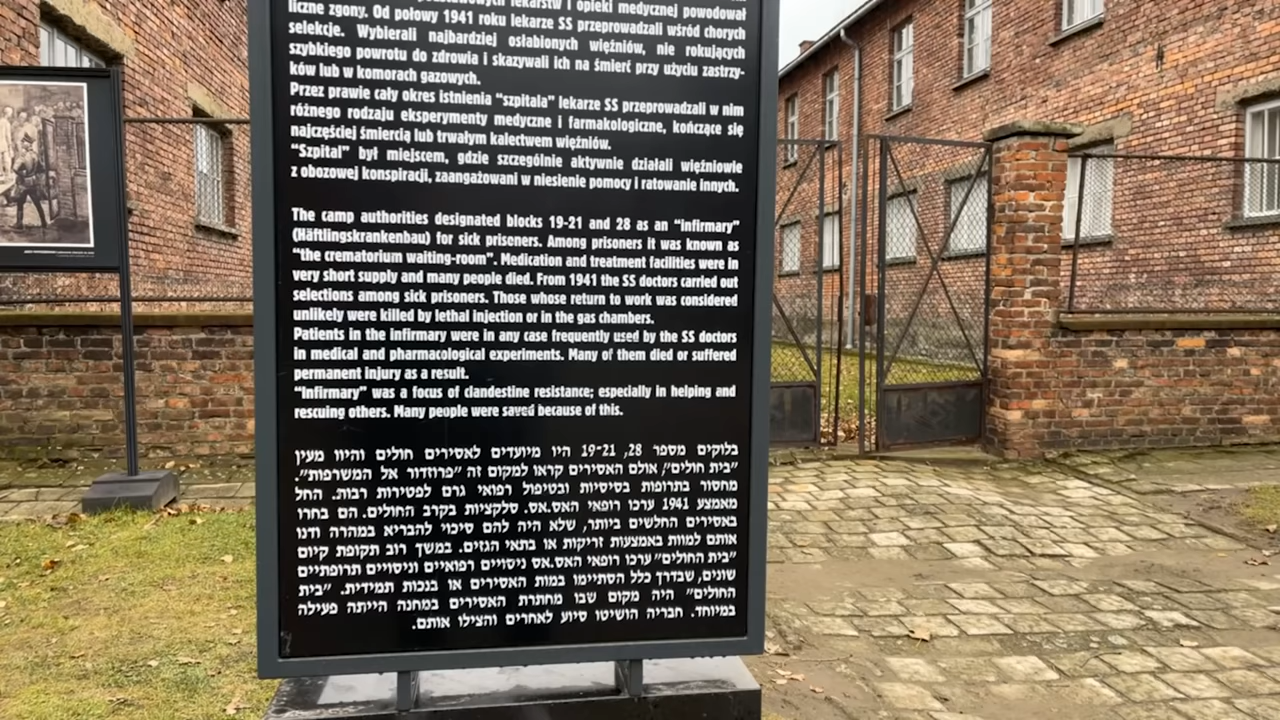 lekarstw i opieki medycznej powodował
liczne zgony. Od połowy 1941 roku lekarze SS przeprowadzali wśród chorych
selekcje. Wybierali najbardziej osłabionych więźniów, nie rokujących
szybkiego powrotu do zdrowia i skazywali ich na śmierć przy użyciu zastrzy-
ków lub w komorach gazowych.
Przez prawie cały okres istnienia “szpitala” lekarze SS przeprowadzali w nim
różnego rodzaju eksperymenty medyczne i farmakologiczne, kończące się
najczęściej śmiercią lub trwałym kalectwem więźniów.
“Szpital” był miejscem, gdzie szczególnie aktywnie działali więźniowie
z obozowej konspiracji, zaangażowani w niesienie pomocy i ratowanie innych.
The camp authorities designated blocks 19-21 and 28 as an “infirmary”
(Häftlingskrankenbau) for sick prisoners. Among prisoners it was known as
“the crematorium waiting-room”. Medication and treatment facilities were in
very short supply and many people died. From 1941 the SS doctors carried out
selections among sick prisoners. Those whose return to work was considered
unlikely were killed by lethal injection or in the gas chambers.
Patients in the infirmary were in any case frequently used by the SS doctors
in medical and pharmacological experiments. Many of them died or suffered
permanent injury as a result.
“Infirmary” was a focus of clandestine resistance; especially in helping and
rescuing others. Many people were saved because of this.
בלוקים מספר 28, 19-21 היו מיועדים לאסירים חולים והיוו מעין
"בית חולים", אולם האסירים קראו למקום זה "פרוזדור אל המשרפות".
מחסור בתרופות בסיסיות ובטיפול רפואי גרם לפטירות רבות. החל
מאמצע 1941 ערכו רופאי האס.אס. סלקציות בקרב החולים. הם בחרו
באסירים החלשים ביותר, שלא היה להם סיכוי להבריא במהרה ודנו
אותם למוות באמצעות זריקות או בתאי הגזים. במשך רוב תקופת קיום
"בית החולים" ערכו רופאי האס.אס ניסויים רפואיים וניסויים תרופתיים
שונים, שבדרך כלל הסתיימו במות האסירים או בנכות תמידית. "בית
החולים" היה מקום שבו מחתרת האסירים במחנה הייתה פעילה
במיוחד. חבריה הושיטו סיוע לאחרים והצילו אותם.